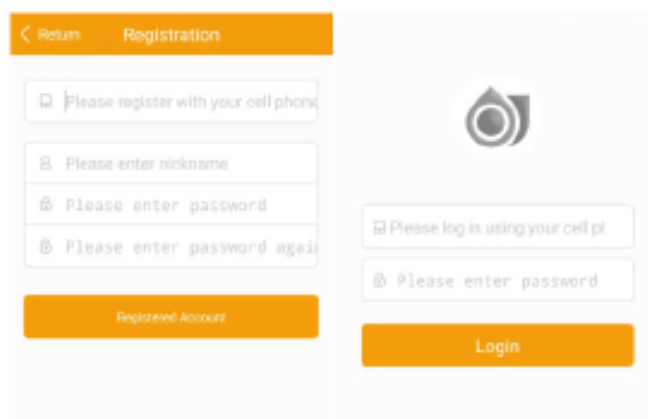 Return Registration
Please register with your cell phone
Please enter nickname
Please enter password
Please enter password again
Registered Account
Please log in using your cell pl
Please enter password
Login